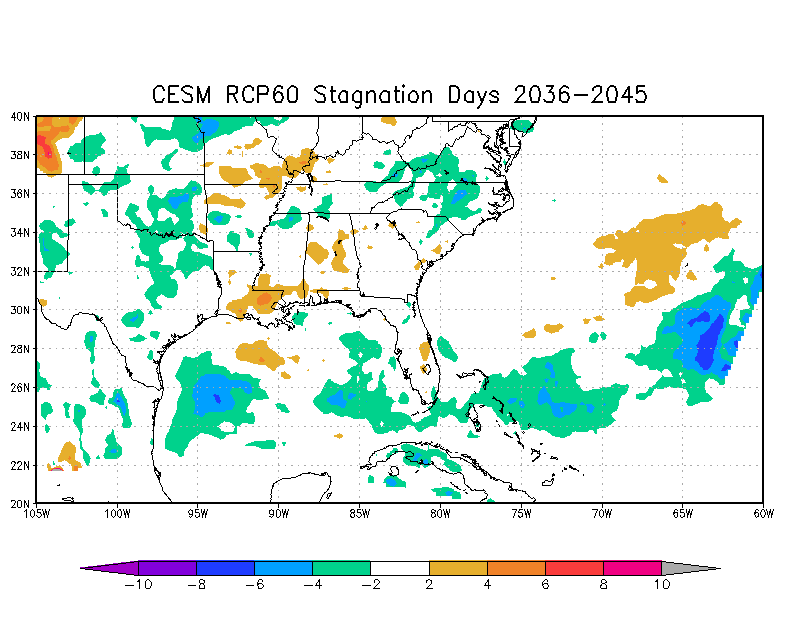 CESM RCP60 Stagnation Days 2036−2045
40N
38N
36N
34N
32N
30N
28N
26N
24N
22N
20N
105W 100W 95W 90W 85W 80W 75W 70W 65W 60W
−10 −8 −6 −4 −2 2 4 6 8 10